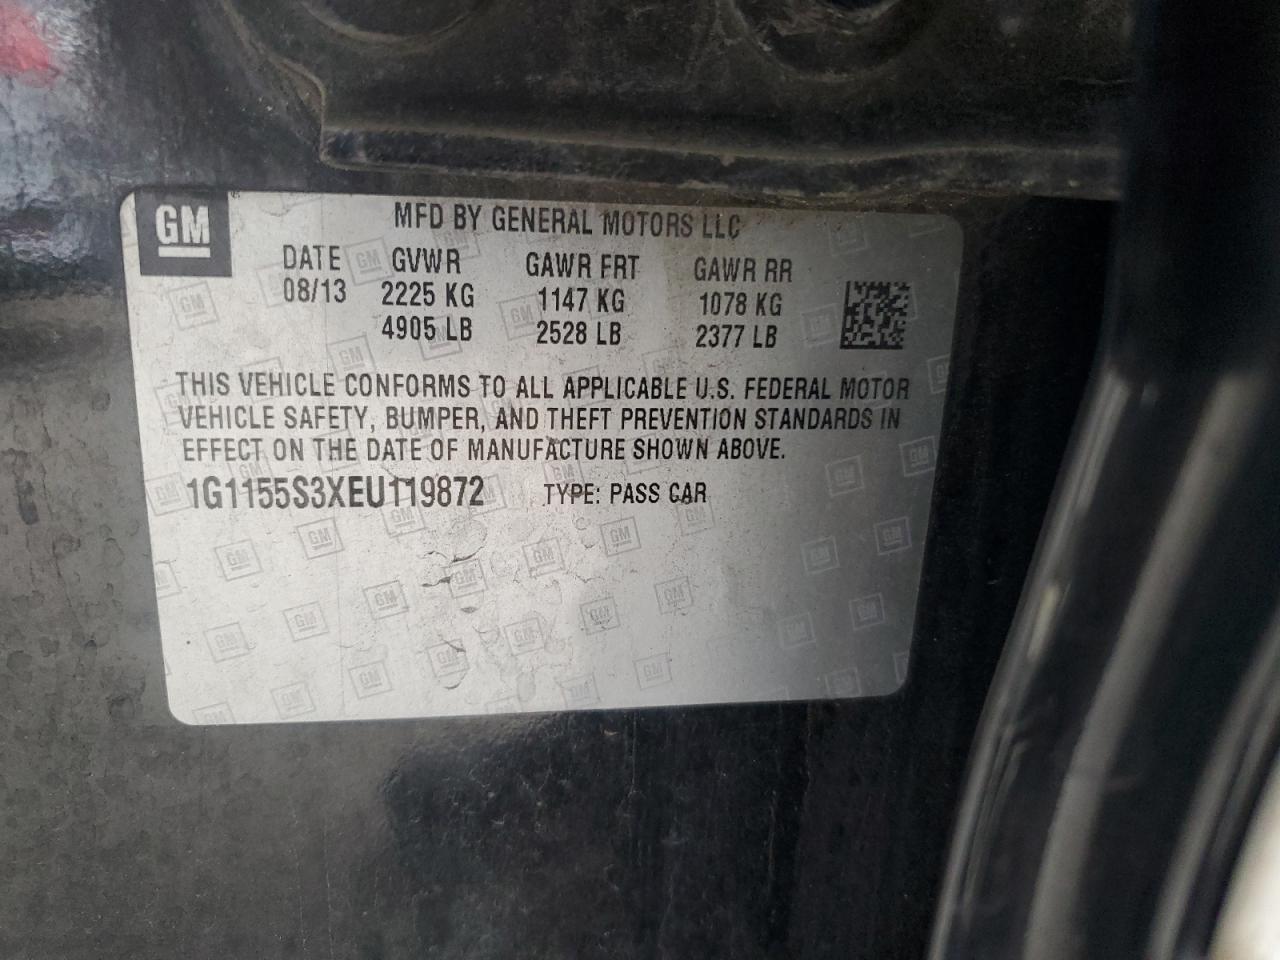 GM
MFD BY GENERAL MOTORS LLC
DATE GVWR GAWR FRT GAWR RR
08/13 2225 KG 1147 KG 1078 KG
4905 LB 2528 LB 2377 LB
THIS VEHICLE CONFORMS TO ALL APPLICABLE U.S. FEDERAL MOTOR
VEHICLE SAFETY, BUMPER, AND THEFT PREVENTION STANDARDS IN
EFFECT ON THE DATE OF MANUFACTURE SHOWN ABOVE.
1G1155S3XEU119872 TYPE: PASS CAR